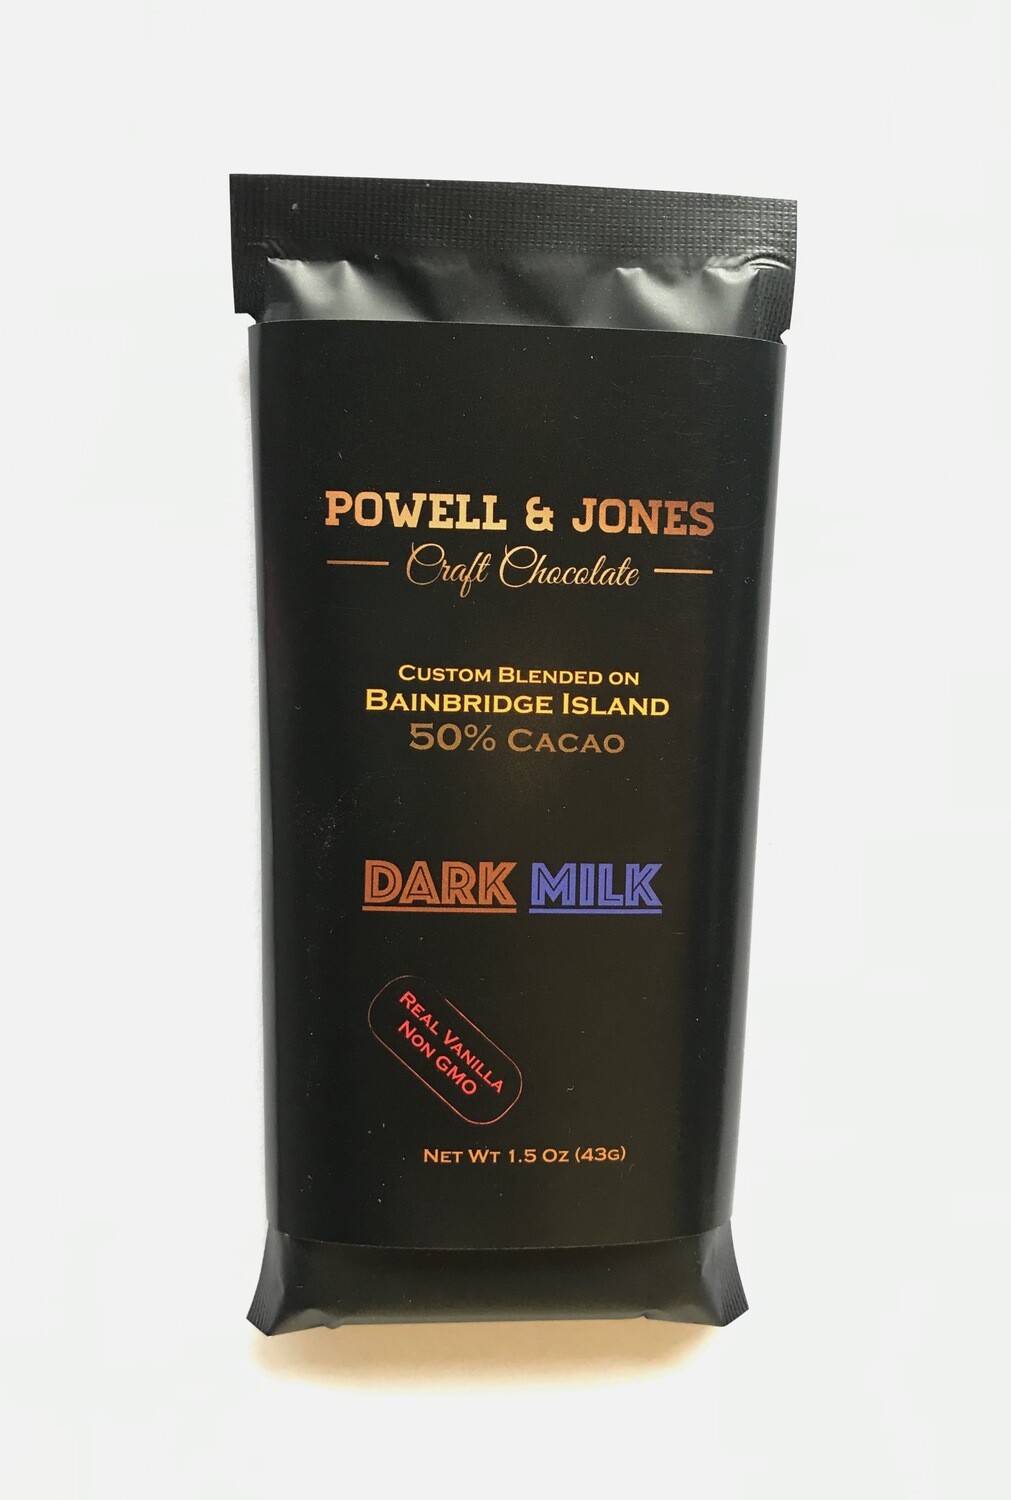 POWELL & JONES
Craft Chocolate
CUSTOM BLENDED ON
BAINBRIDGE ISLAND
50% CACAO
DARK MILK
REAL VANILLA
NON GMO
NET WT 1.5 OZ (43G)